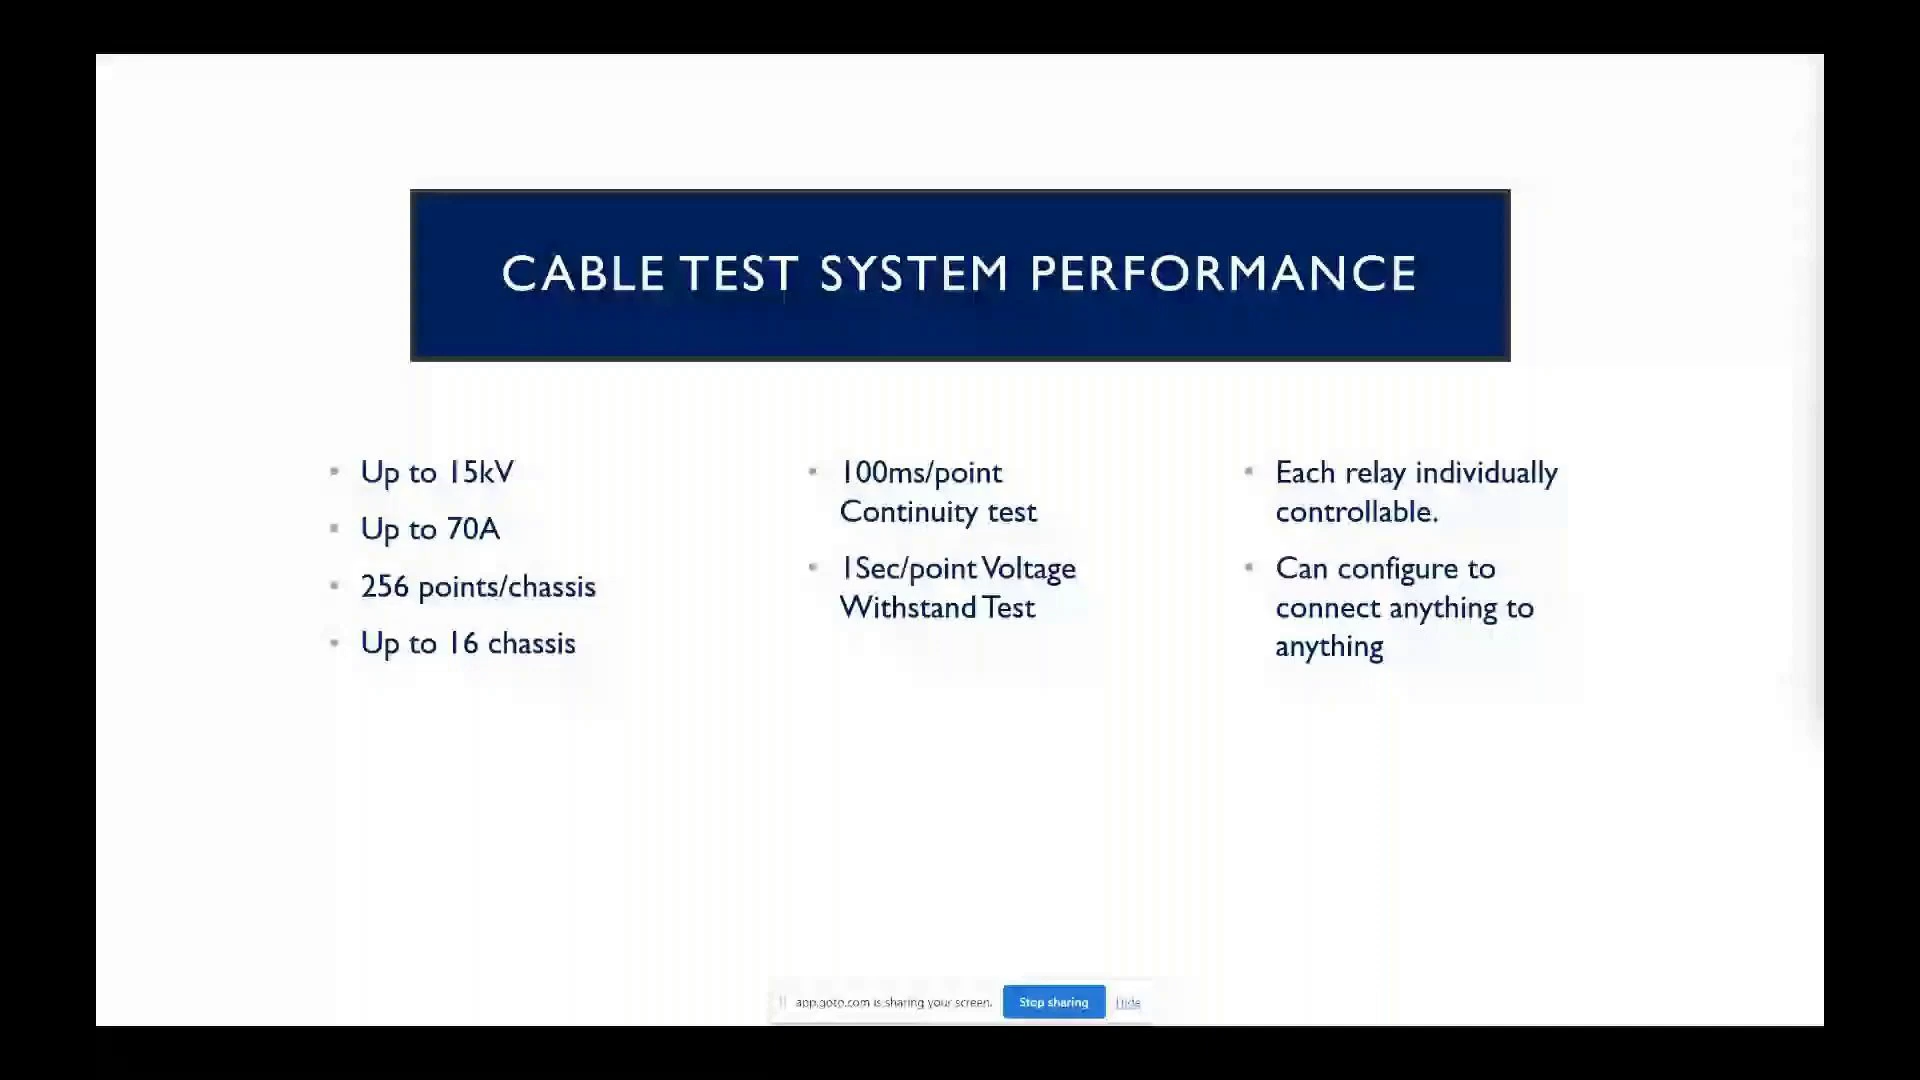 CABLE TEST SYSTEM PERFORMANCE
Up to 15kV
Up to 70A
256 points/chassis
Up to 16 chassis
100ms/point
Continuity test
1Sec/point Voltage
Withstand Test
Each relay individually
controllable.
Can configure to
connect anything to
anything
app.goto.com is sharing your screen.
Stop sharing
Hide